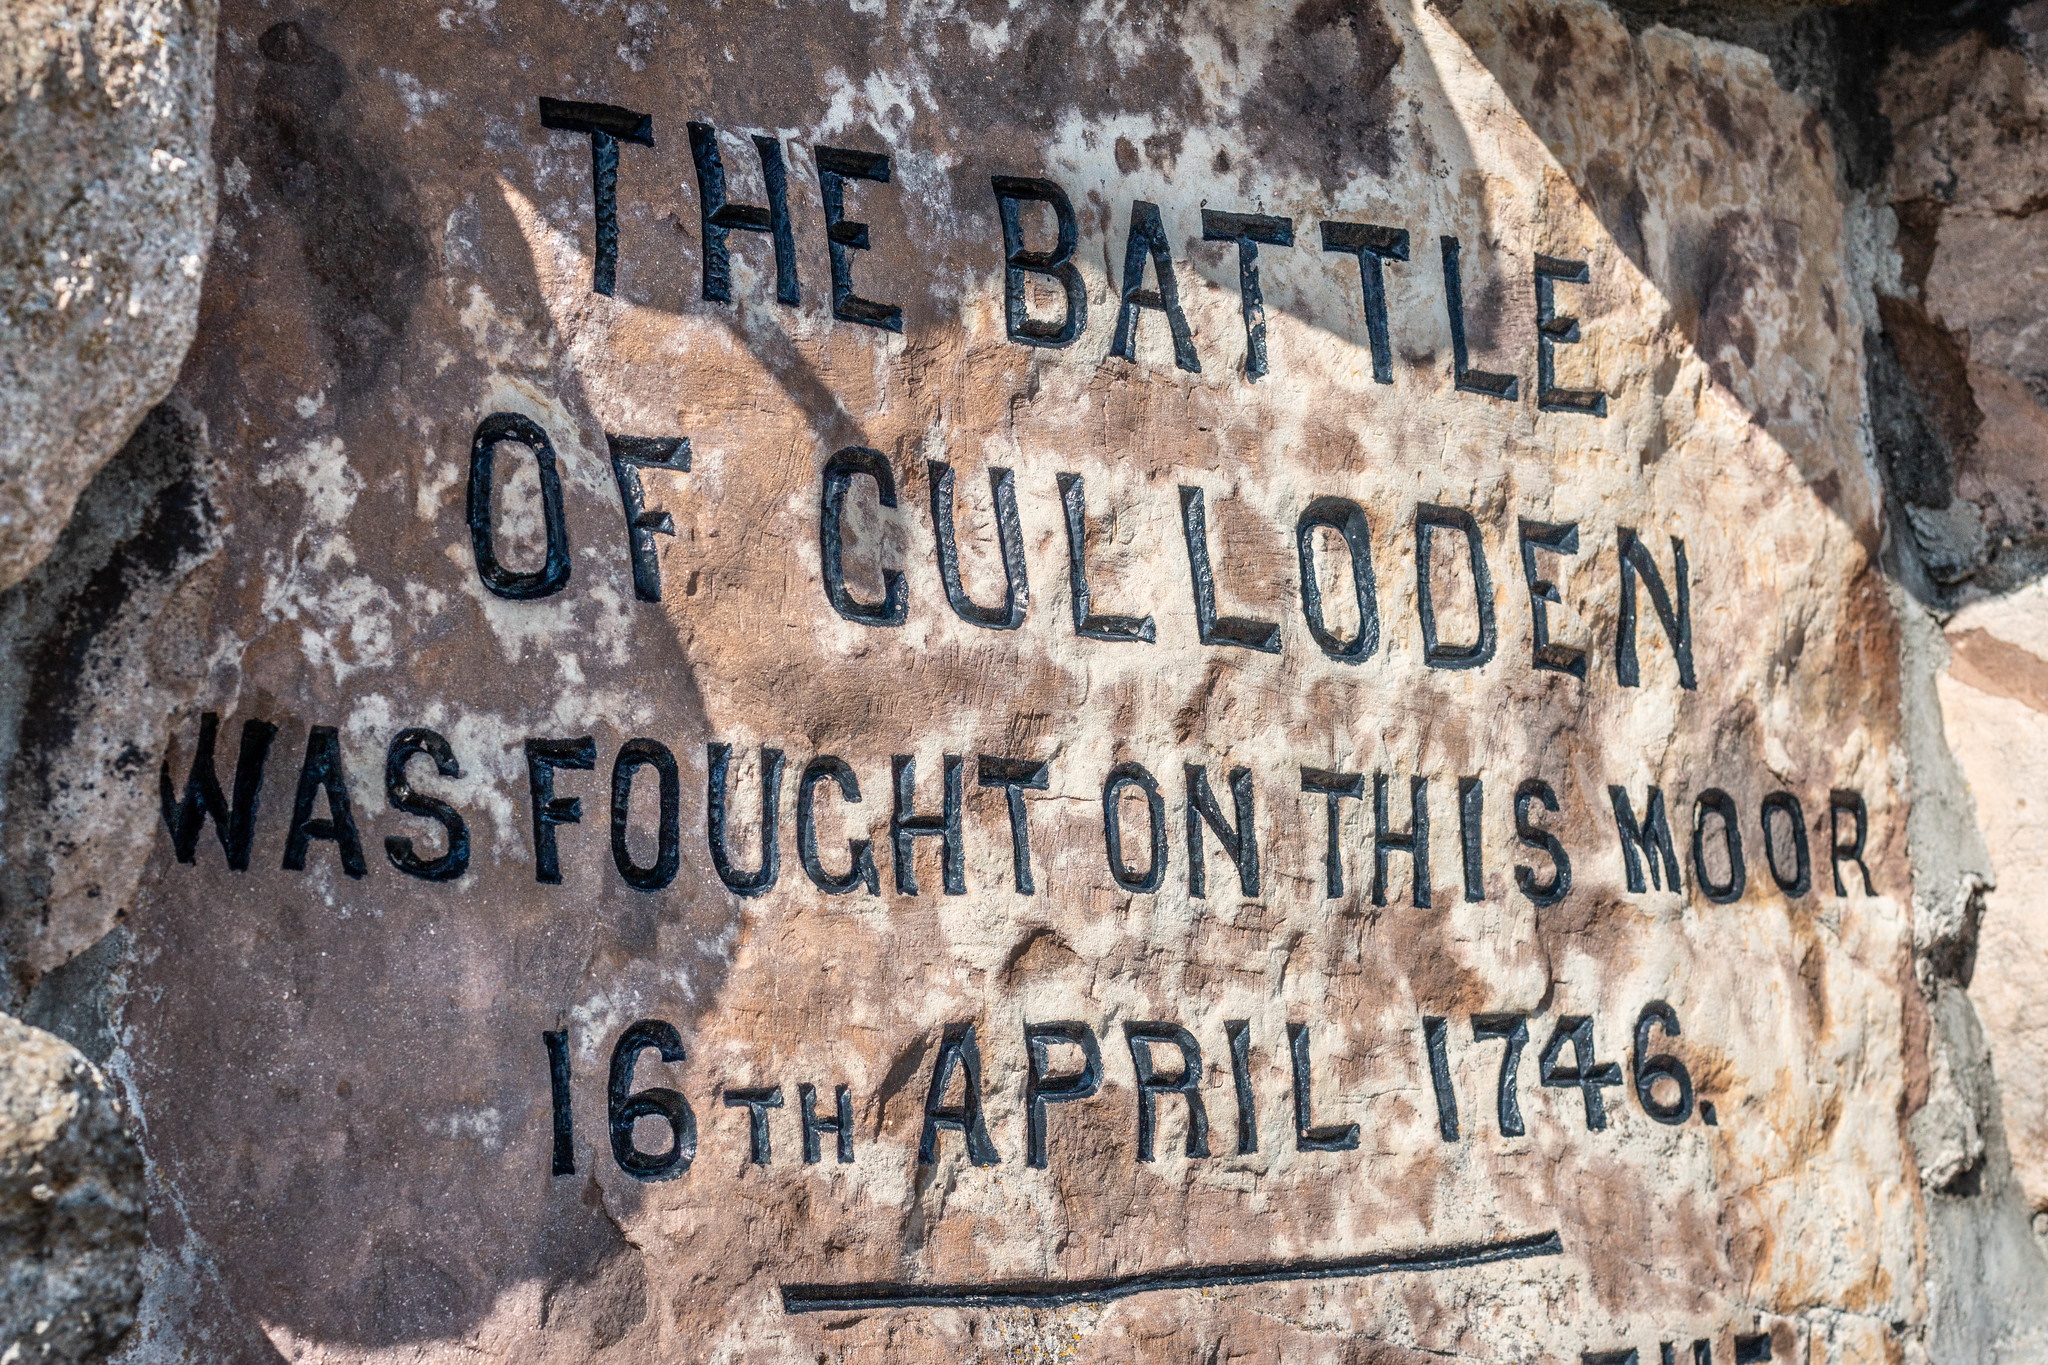 THE BATTLE
OF CULLODEN
WAS FOUGHT ON THIS MOOR
16TH APRIL 1746.